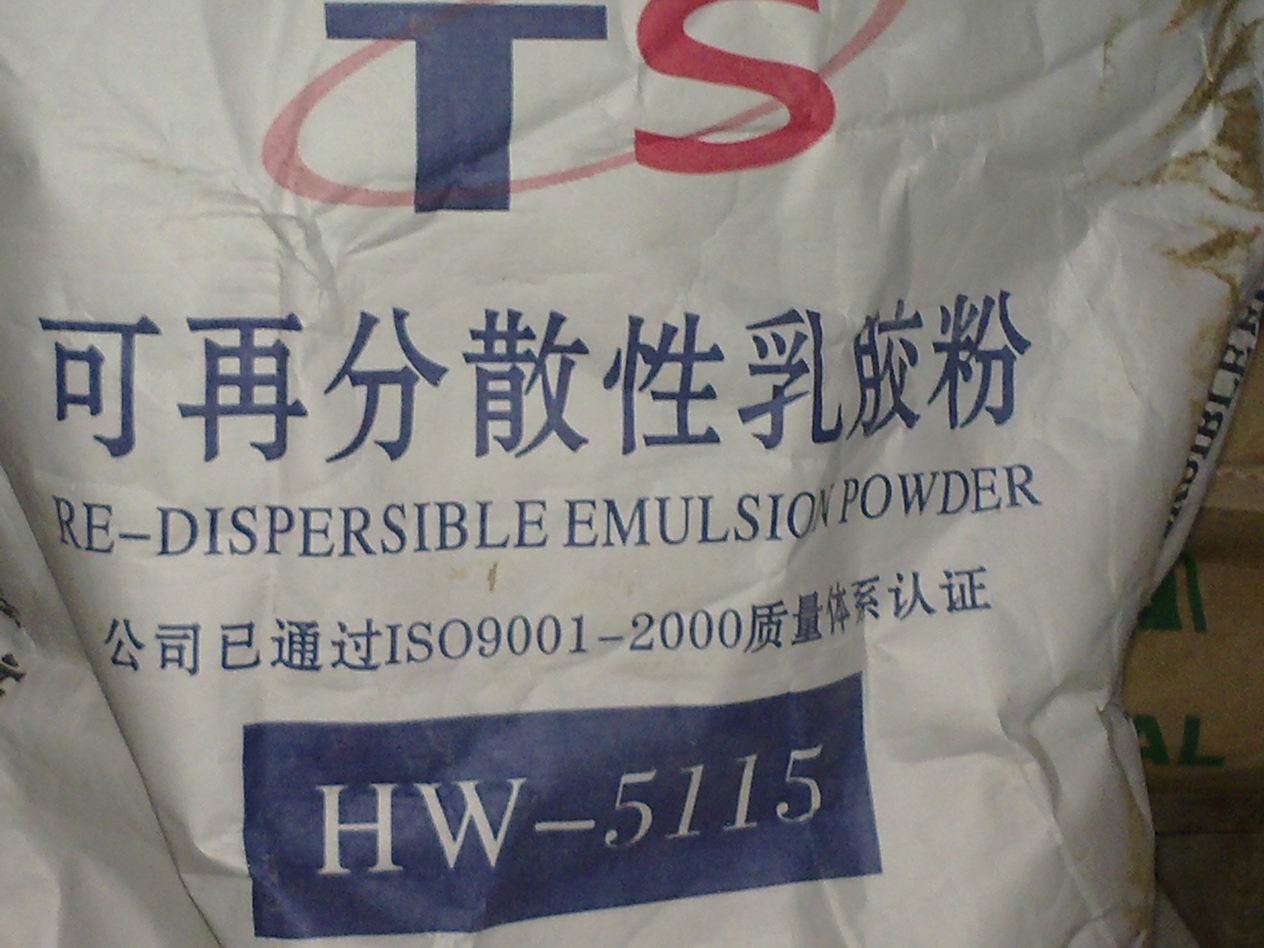 TS
可再分散性乳胶粉
RE-DISPERSIBLE EMULSION POWDER
公司已通过ISO9001-2000质量体系认证
HW-5115
AL